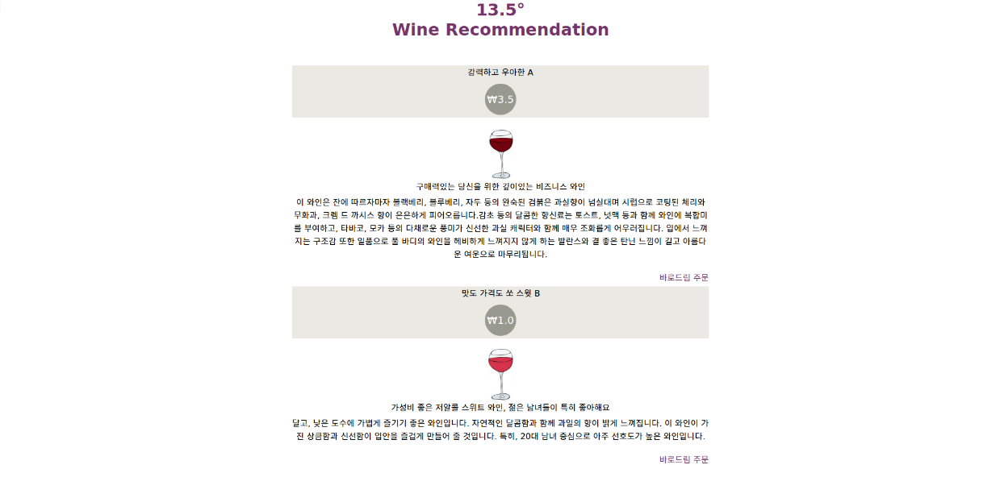 13.5°
Wine Recommendation
강력하고 우아한 A
₩3.5
구매력있는 당신을 위한 깊이있는 비즈니스 와인
이 와인은 잔에 따르자마자 블랙베리, 블루베리, 자두 등의 완숙된 검붉은 과실향이 넘실대며 시럽으로 코팅된 체리와
무화과, 크렘 드 까시스 향이 은은하게 피어오릅니다.감초 등의 달콤한 향신료는 토스트, 넛맥 등과 함께 와인에 복합미
를 부여하고, 타바코, 모카 등의 다채로운 풍미가 신선한 과실 캐릭터와 함께 매우 조화롭게 어우러집니다. 입에서 느껴
지는 구조감 또한 일품으로 풀 바디의 와인을 헤비하게 느껴지지 않게 하는 발란스와 결 좋은 탄닌 느낌이 길고 아름다
운 여운으로 마무리됩니다.
바로드림 주문
맛도 가격도 쏘 스윗 B
₩1.0
가성비 좋은 저알콜 스위트 와인, 젊은 남녀들이 특히 좋아해요
달고, 낮은 도수에 가볍게 즐기기 좋은 와인입니다. 자연적인 달콤함과 함께 과일의 향이 밝게 느껴집니다. 이 와인이 가
진 상큼함과 신선함이 입안을 즐겁게 만들어 줄 것입니다. 특히, 20대 남녀 중심으로 아주 선호도가 높은 와인입니다.
바로드림 주문